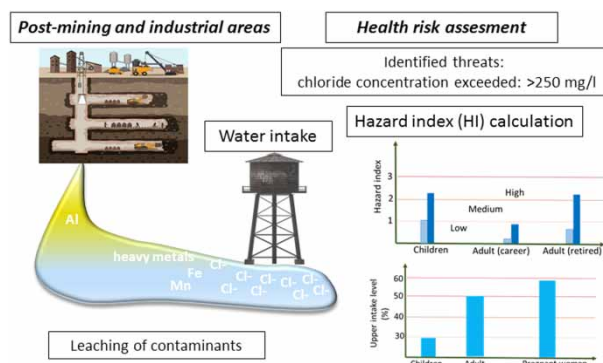 Post-mining and industrial areas
Health risk assesment
Identified threats:
chloride concentration exceeded: >250 mg/l
Water intake
Hazard index (HI) calculation
Hazard index
3
2
1
High
Medium
Low
Children
Adult (career)
Adult (retired)
Al
heavy metals
Fe
Mn
Cl-
Cl-
Cl-
Cl-
Cl-
Cl-
Cl-
Cl-
Cl-
Cl-
Leaching of contaminants
Upper intake level
(%)
60
50
40
30
Children
Adult
Pregnant women